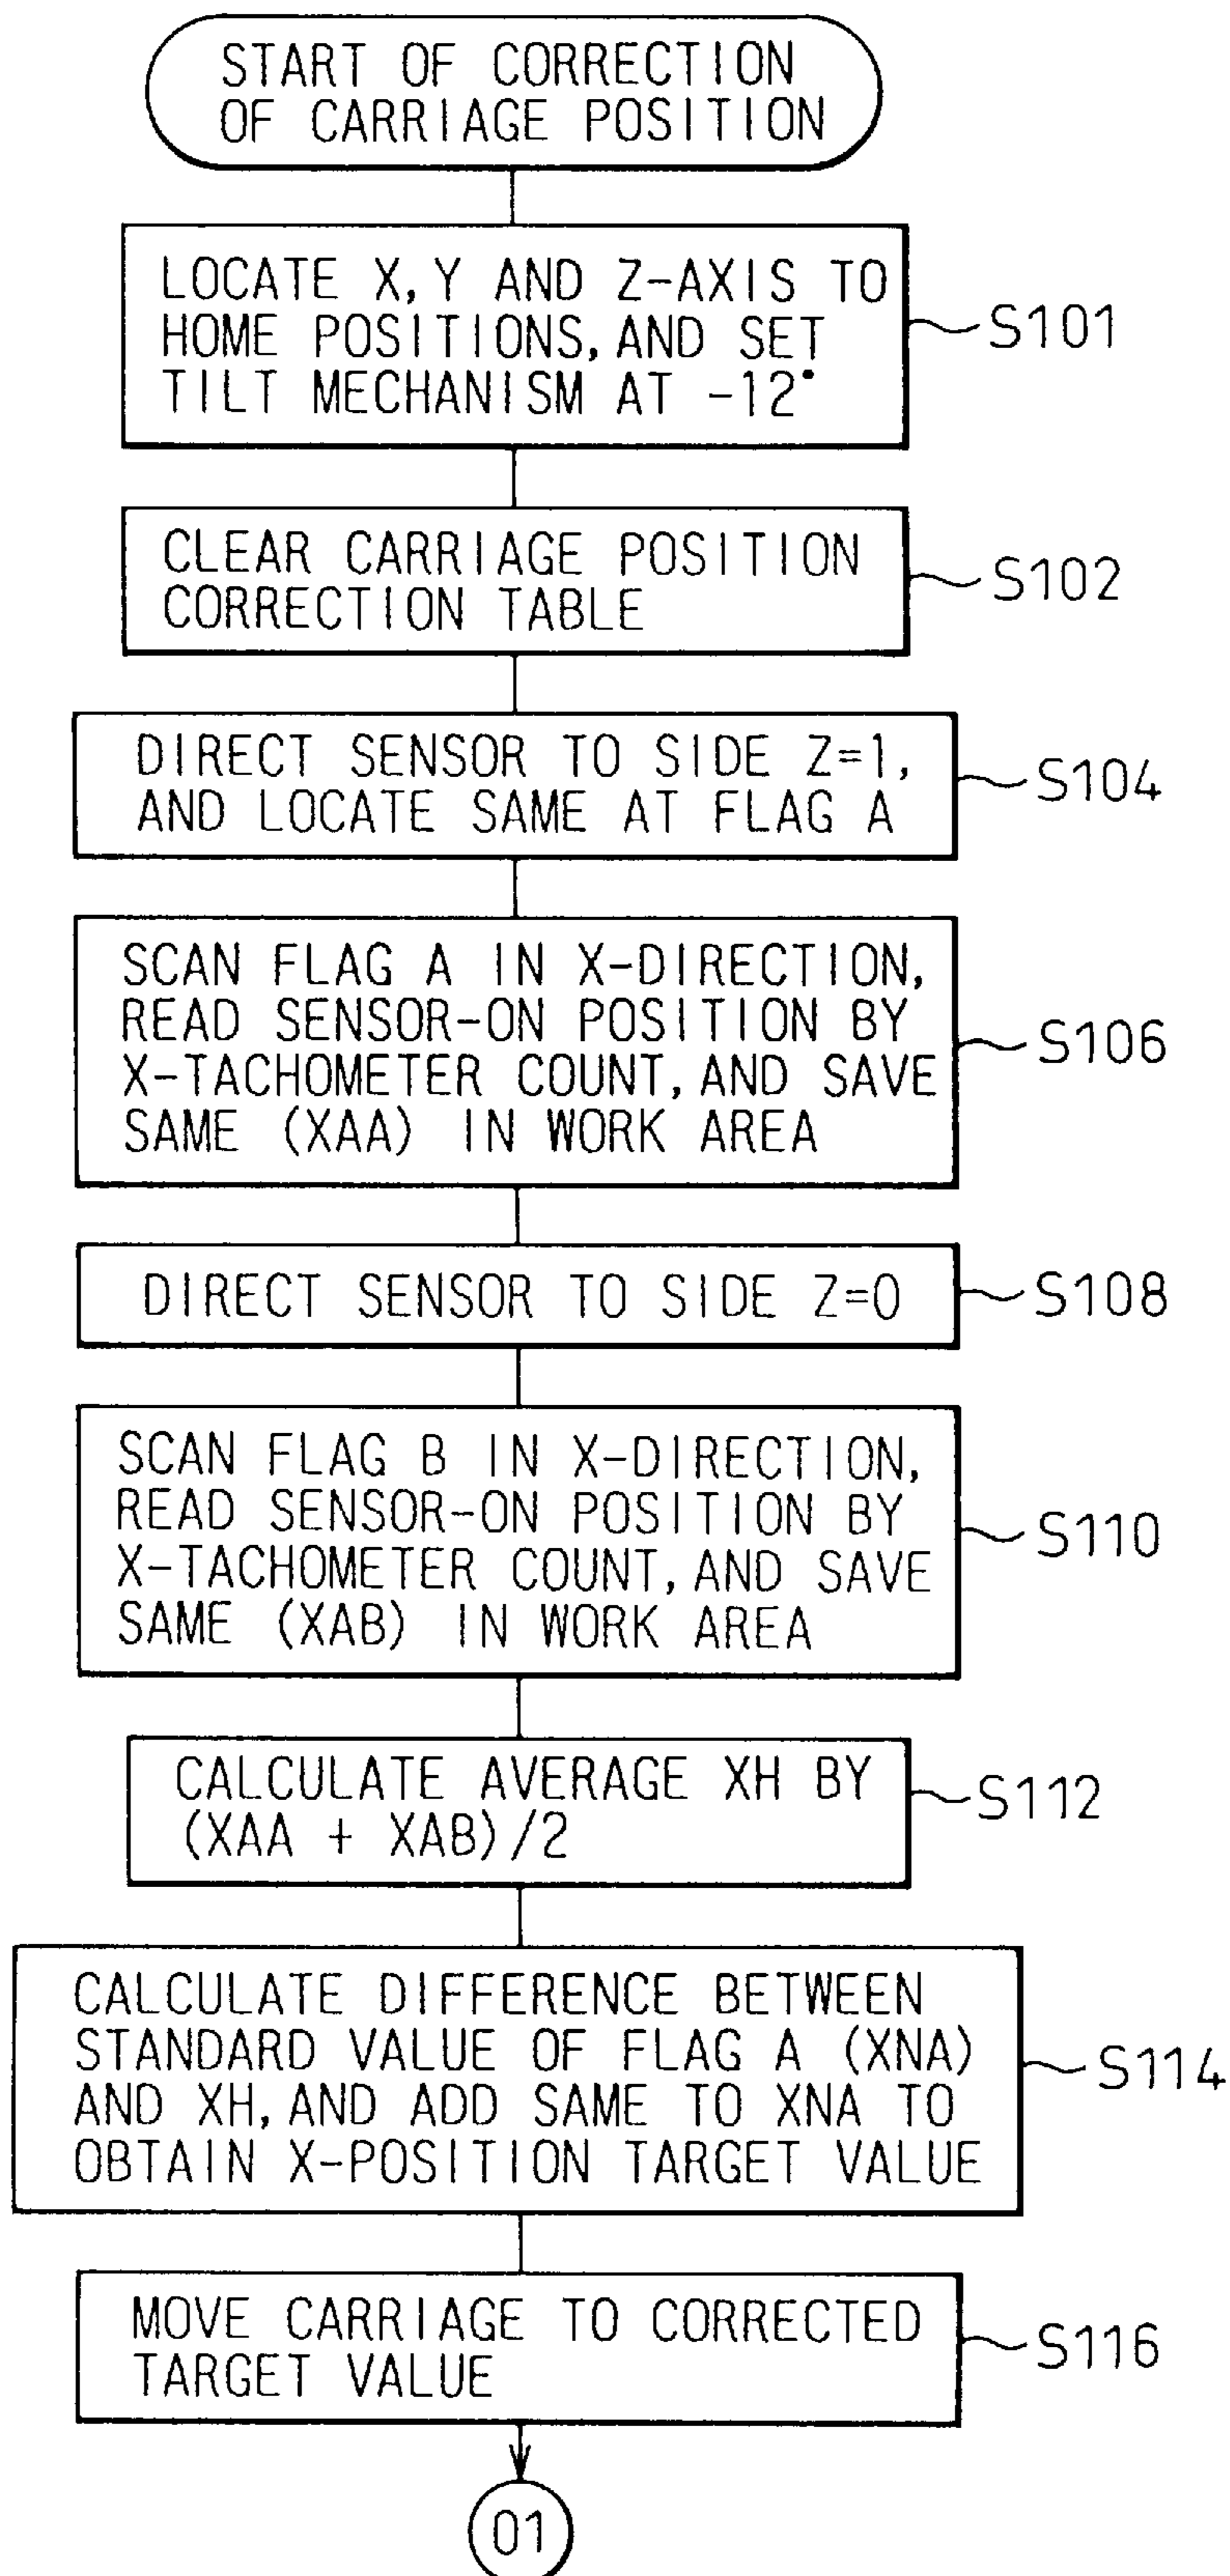 START OF CORRECTION
OF CARRIAGE POSITION
LOCATE X,Y AND Z-AXIS TO
HOME POSITIONS, AND SET
TILT MECHANISM AT -12°
S101
CLEAR CARRIAGE POSITION
CORRECTION TABLE
S102
DIRECT SENSOR TO SIDE Z=1,
AND LOCATE SAME AT FLAG A
S104
SCAN FLAG A IN X-DIRECTION,
READ SENSOR-ON POSITION BY
X-TACHOMETER COUNT, AND SAVE
SAME (XAA) IN WORK AREA
S106
DIRECT SENSOR TO SIDE Z=0
S108
SCAN FLAG B IN X-DIRECTION,
READ SENSOR-ON POSITION BY
X-TACHOMETER COUNT, AND SAVE
SAME (XAB) IN WORK AREA
S110
CALCULATE AVERAGE XH BY
(XAA + XAB)/2
S112
CALCULATE DIFFERENCE BETWEEN
STANDARD VALUE OF FLAG A (XNA)
AND XH, AND ADD SAME TO XNA TO
OBTAIN X-POSITION TARGET VALUE
S114
MOVE CARRIAGE TO CORRECTED
TARGET VALUE
S116
01